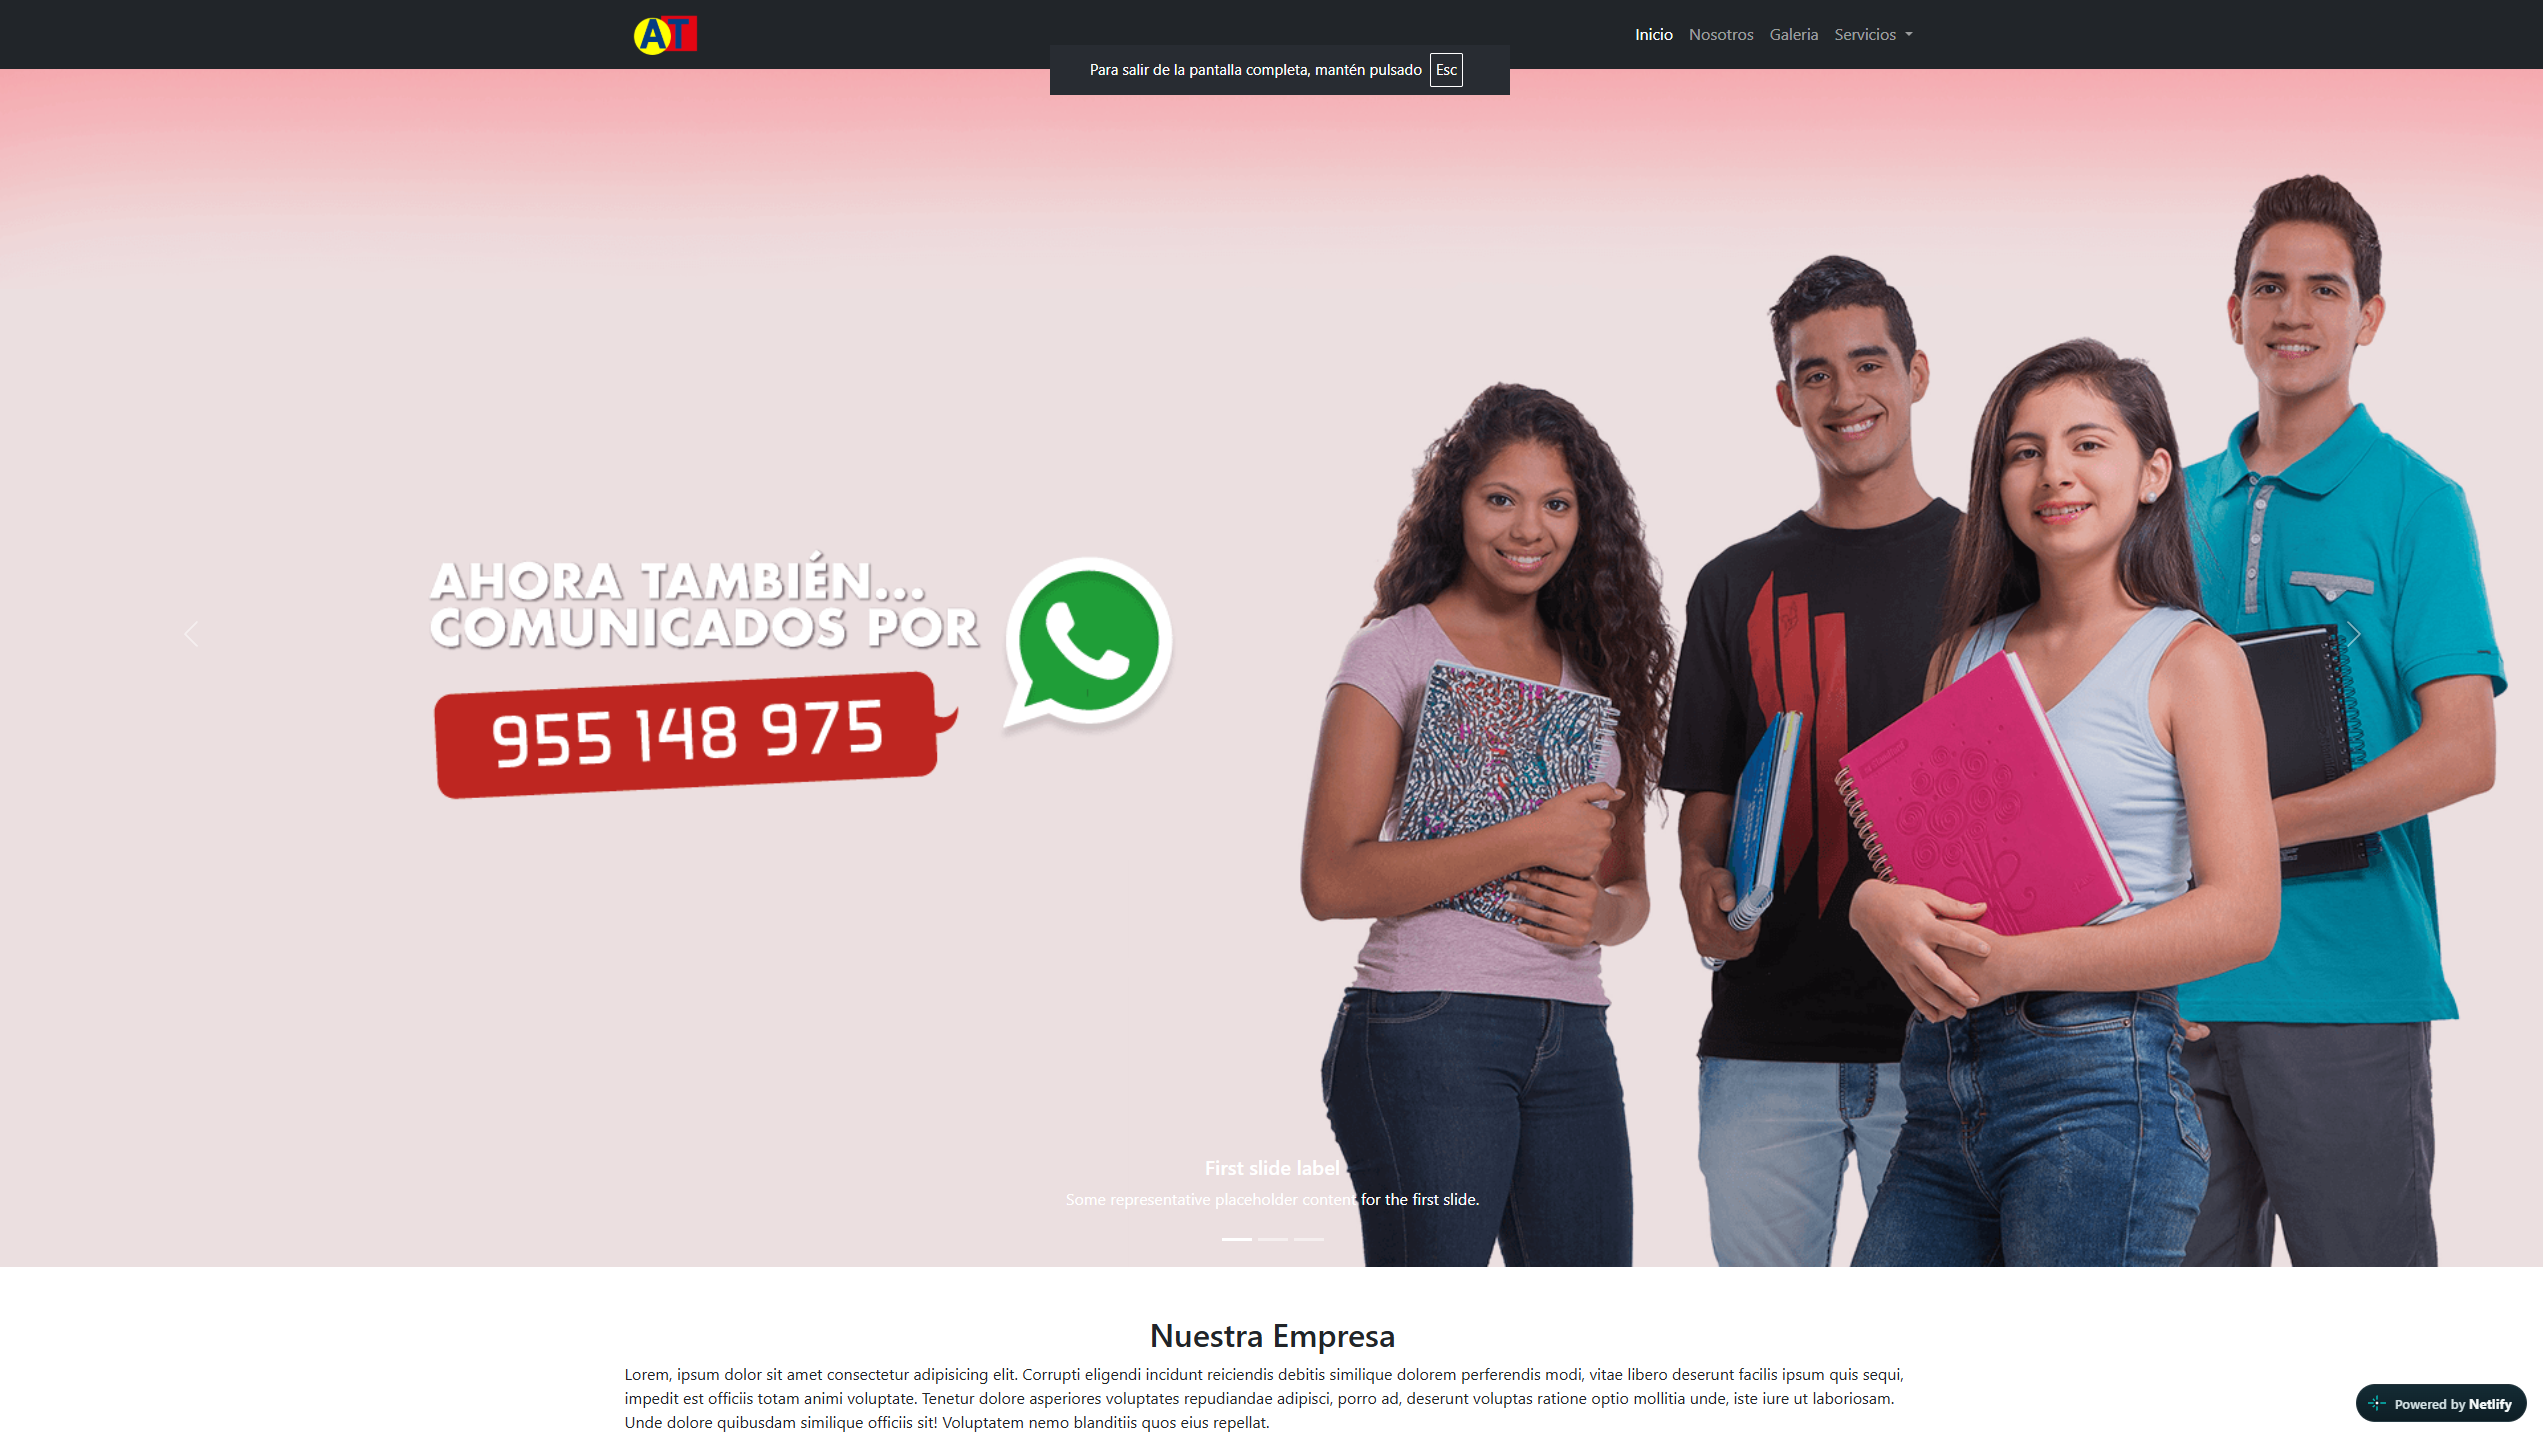 AT
Inicio Nosotros Galeria Servicios
Para salir de la pantalla completa, mantén pulsado Esc
AHORA TAMBIÉN...
COMUNICADOS POR
955 148 975
First slide label
Some representative placeholder content for the first slide.
Nuestra Empresa
Lorem, ipsum dolor sit amet consectetur adipisicing elit. Corrupti eligendi incidunt reiciendis debitis similique dolorem perferendis modi, vitae libero deserunt facilis ipsum quis sequi,
impedit est officiis totam animi voluptate. Tenetur dolore asperiores voluptates repudiandae adipisci, porro ad, deserunt voluptas ratione optio mollitia unde, iste iure ut laboriosam.
Unde dolore quibusdam similique officiis sit! Voluptatem nemo blanditiis quos eius repellat.
Powered by Netlify